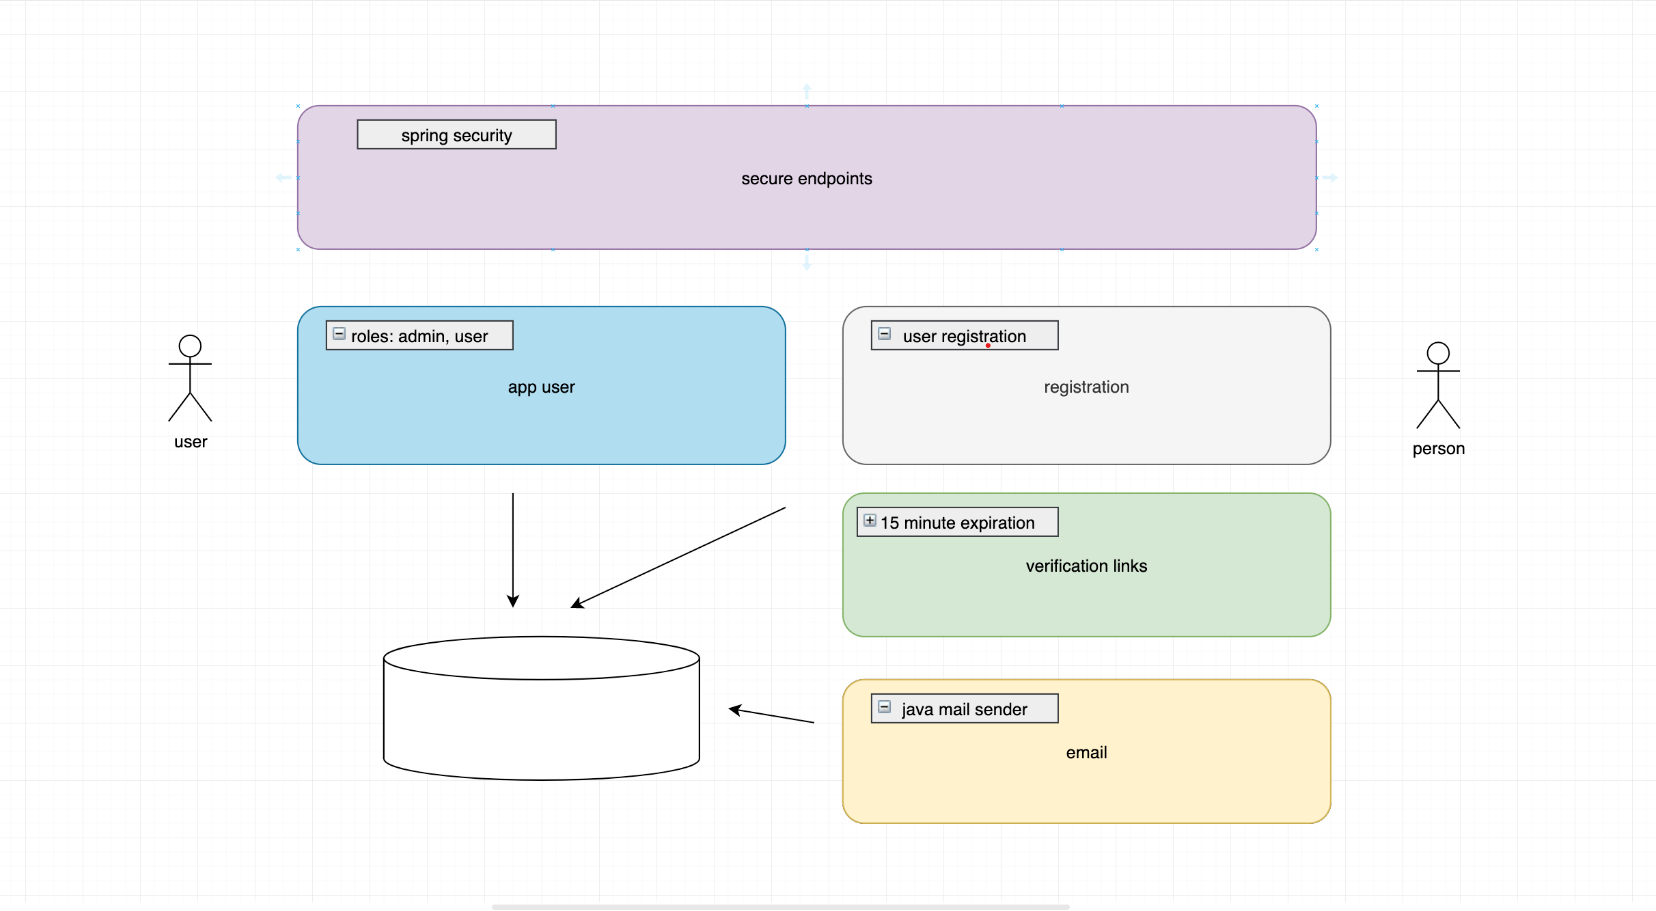 spring security
secure endpoints
roles: admin, user
app user
user registration
registration
user
person
15 minute expiration
verification links
java mail sender
email